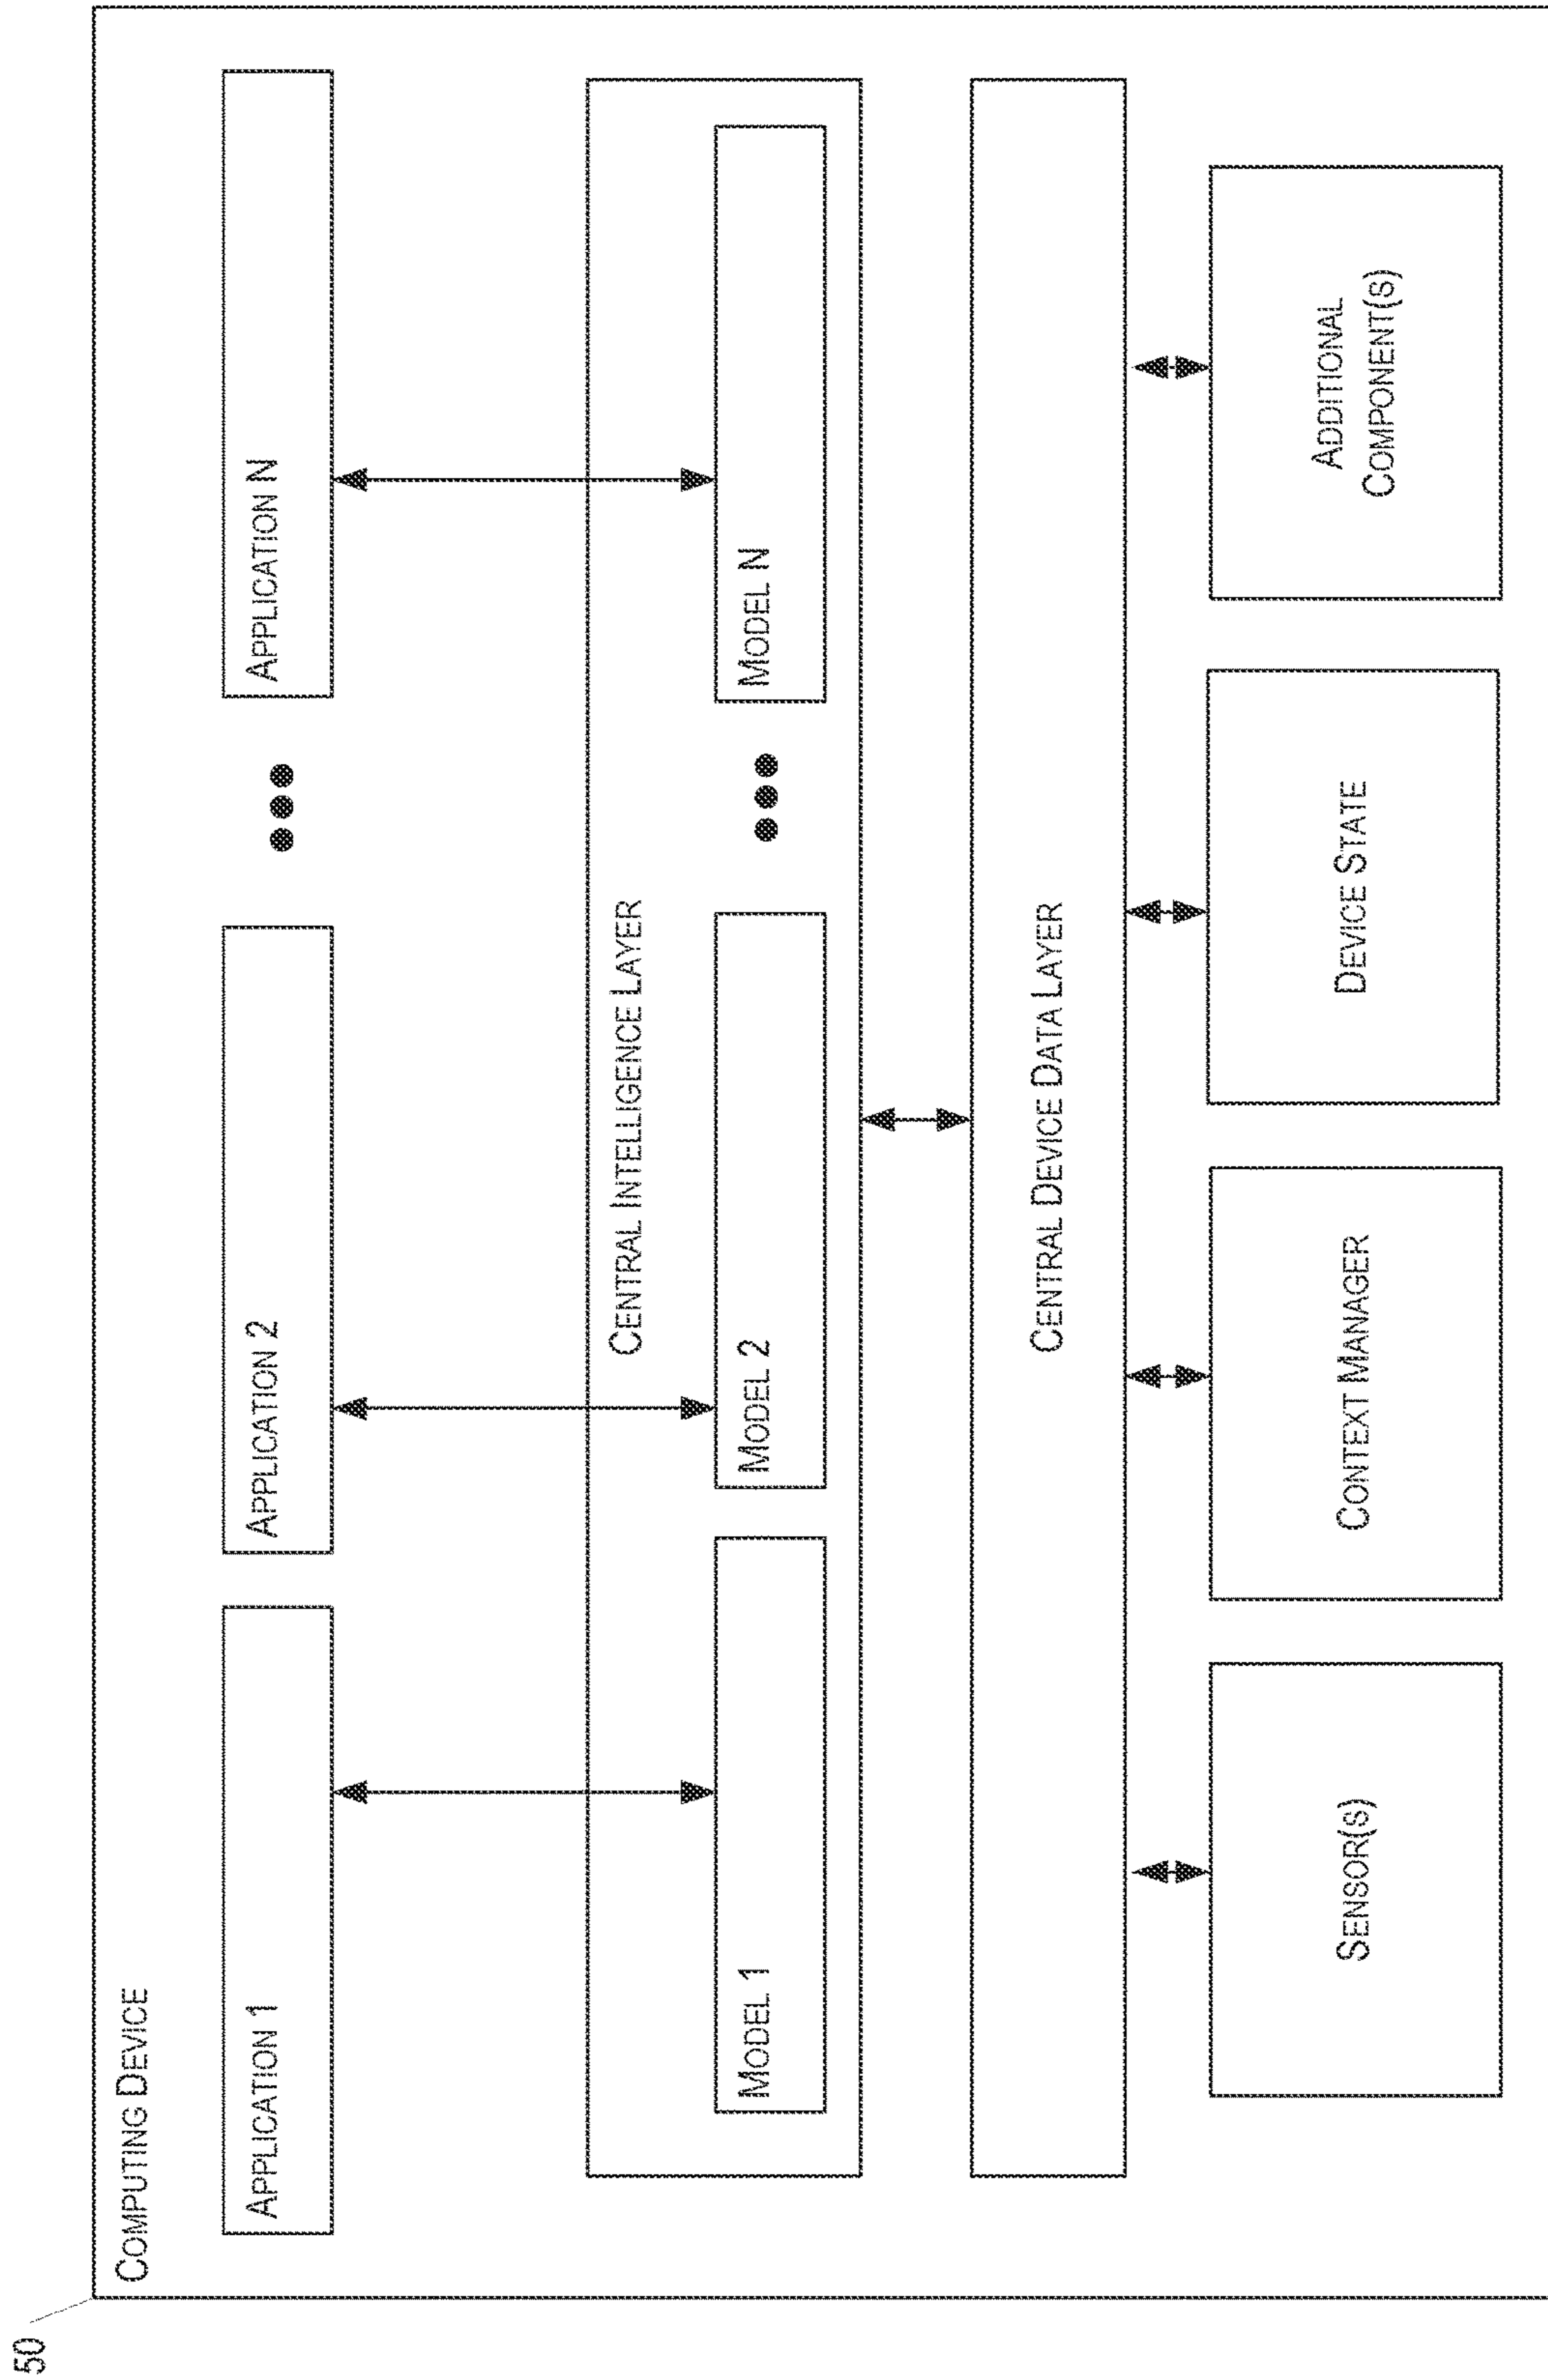 50
COMPUTING DEVICE
APPLICATION 1
APPLICATION 2
APPLICATION N
CENTRAL INTELLIGENCE LAYER
MODEL 1
MODEL 2
MODEL N
CENTRAL DEVICE DATA LAYER
SENSOR(S)
CONTEXT MANAGER
DEVICE STATE
ADDITIONAL
COMPONENT(S)